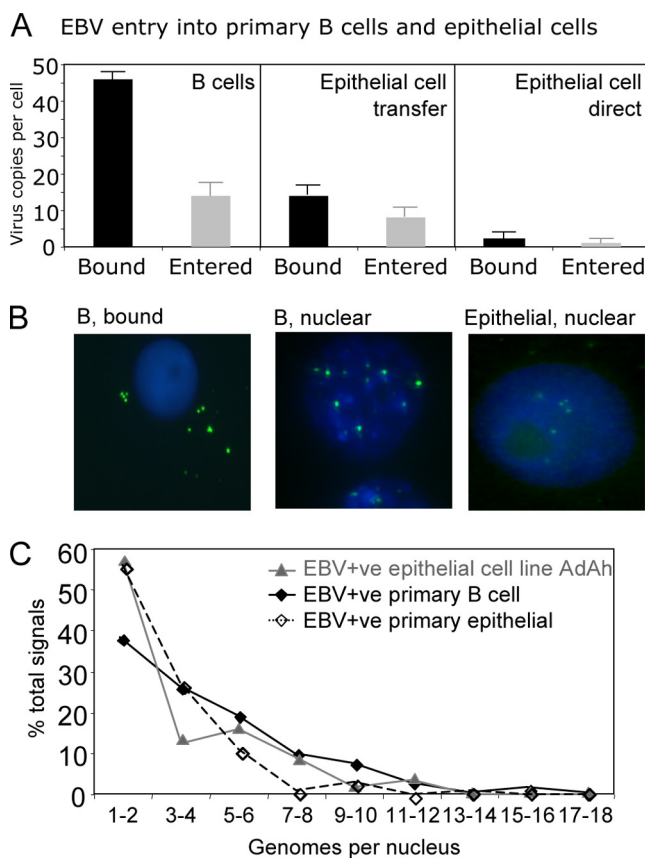 A EBV entry into primary B cells and epithelial cells
Virus copies per cell
50
40
30
20
10
0
B cells
Epithelial cell
transfer
Epithelial cell
direct
Bound Entered Bound Entered Bound Entered
B
B, bound
B, nuclear
Epithelial, nuclear
C
% total signals
60
50
40
30
20
10
0
EBV+ve epithelial cell line AdAh
EBV+ve primary B cell
EBV+ve primary epithelial
1-2 3-4 5-6 7-8 9-10 11-12 13-14 15-16 17-18
Genomes per nucleus